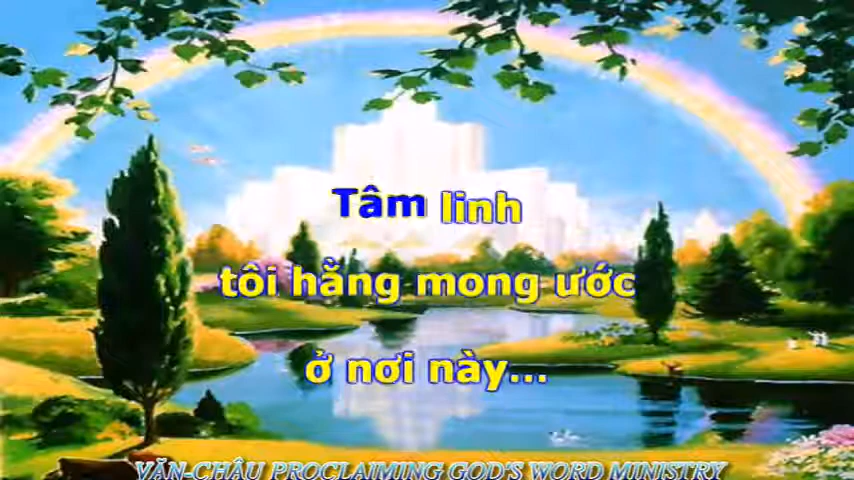 Tâm linh
tôi hằng mong ước
ở nơi này...
VĂN-CHÂU PROCLAIMING GOD'S WORD MINISTRY